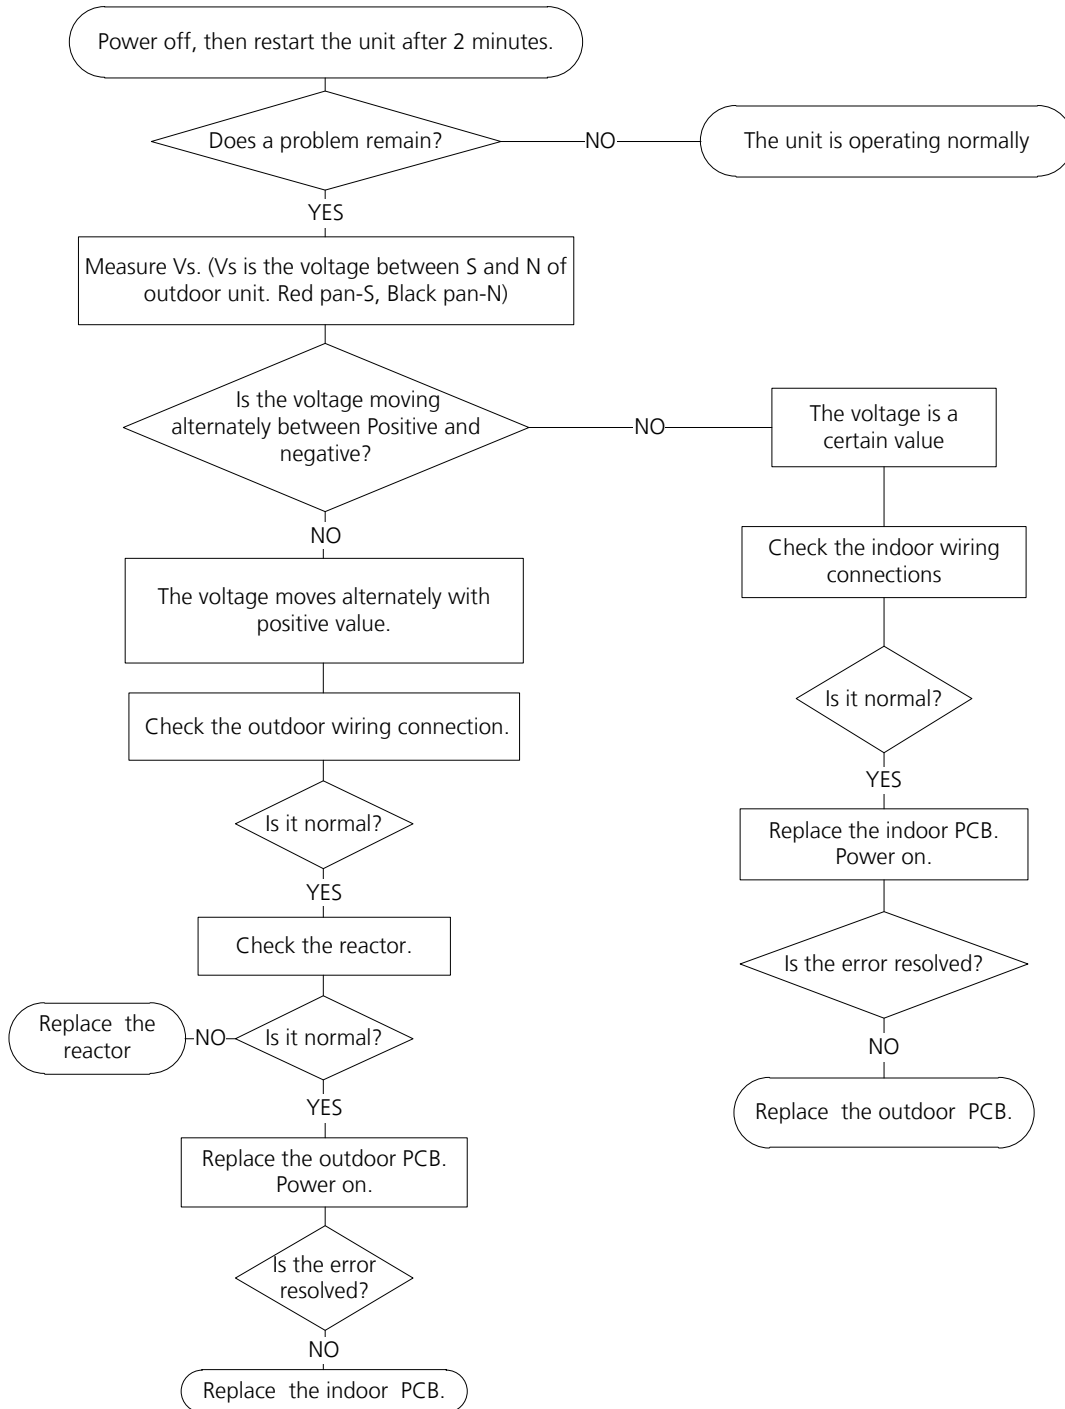 Power off, then restart the unit after 2 minutes.
Does a problem remain?
NO
The unit is operating normally
YES
Measure Vs. (Vs is the voltage between S and N of
outdoor unit. Red pan-S, Black pan-N)
Is the voltage moving
alternately between Positive and
negative?
NO
The voltage is a
certain value
NO
The voltage moves alternately with
positive value.
Check the outdoor wiring connection.
Is it normal?
YES
Check the reactor.
Is it normal?
NO
Replace the
reactor
YES
Replace the outdoor PCB.
Power on.
Is the error
resolved?
NO
Replace the indoor PCB.
Check the indoor wiring
connections
Is it normal?
YES
Replace the indoor PCB.
Power on.
Is the error resolved?
NO
Replace the outdoor PCB.